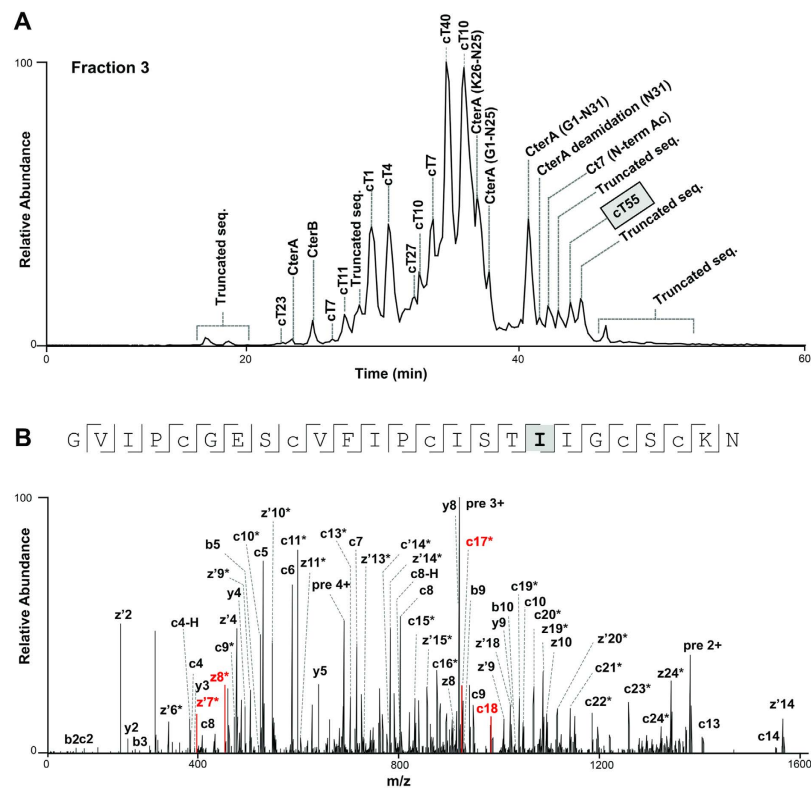 A
Fraction 3
Relative Abundance
100
0
Truncated seq.
cT23
CterA
CterB
cT7
cT11
Truncated seq.
cT1
cT4
cT27
cT10
cT7
cT40
cT10
CterA (K26-N25)
CterA (G1-N25)
CterA (G1-N31)
CterA deamidation (N31)
Ct7 (N-term Ac)
Truncated seq.
cT55
Truncated seq.
Truncated seq.
0 20 40 60
Time (min)
B
G V I P c G E S c V F I P c I S T I I G c S c K N
Relative Abundance
100
0
b2c2
z'2
y2
b3
z'6*
c4-H
c4
y3
z'7*
c8
z8*
c9*
z'4
y4
z'9*
b5
c10*
c5
z'10*
c6
c11*
z11*
y5
pre 4+
c13*
c7
z'13*
c'14*
z'14*
c8-H
c8
c15*
z'15*
c16*
z8
y8
pre 3+
c17*
b9
c9
c18
z'9
z'18
y9
b10
c10
c19*
c20*
z19*
z10
z'20*
c21*
c22*
c23*
c24*
z24*
pre 2+
c13
c14
z'14
0 400 800 1200 1600
m/z